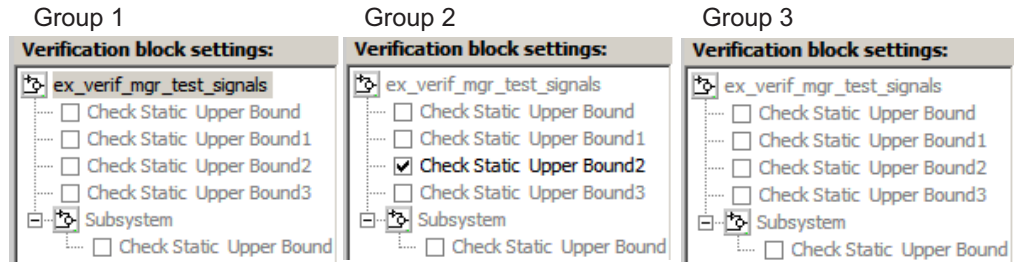 Group 1
Verification block settings:
ex_verif_mgr_test_signals
Check Static Upper Bound
Check Static Upper Bound1
Check Static Upper Bound2
Check Static Upper Bound3
Subsystem
Check Static Upper Bound
Group 2
Verification block settings:
ex_verif_mgr_test_signals
Check Static Upper Bound
Check Static Upper Bound1
Check Static Upper Bound2
Check Static Upper Bound3
Subsystem
Check Static Upper Bound
Group 3
Verification block settings:
ex_verif_mgr_test_signals
Check Static Upper Bound
Check Static Upper Bound1
Check Static Upper Bound2
Check Static Upper Bound3
Subsystem
Check Static Upper Bound